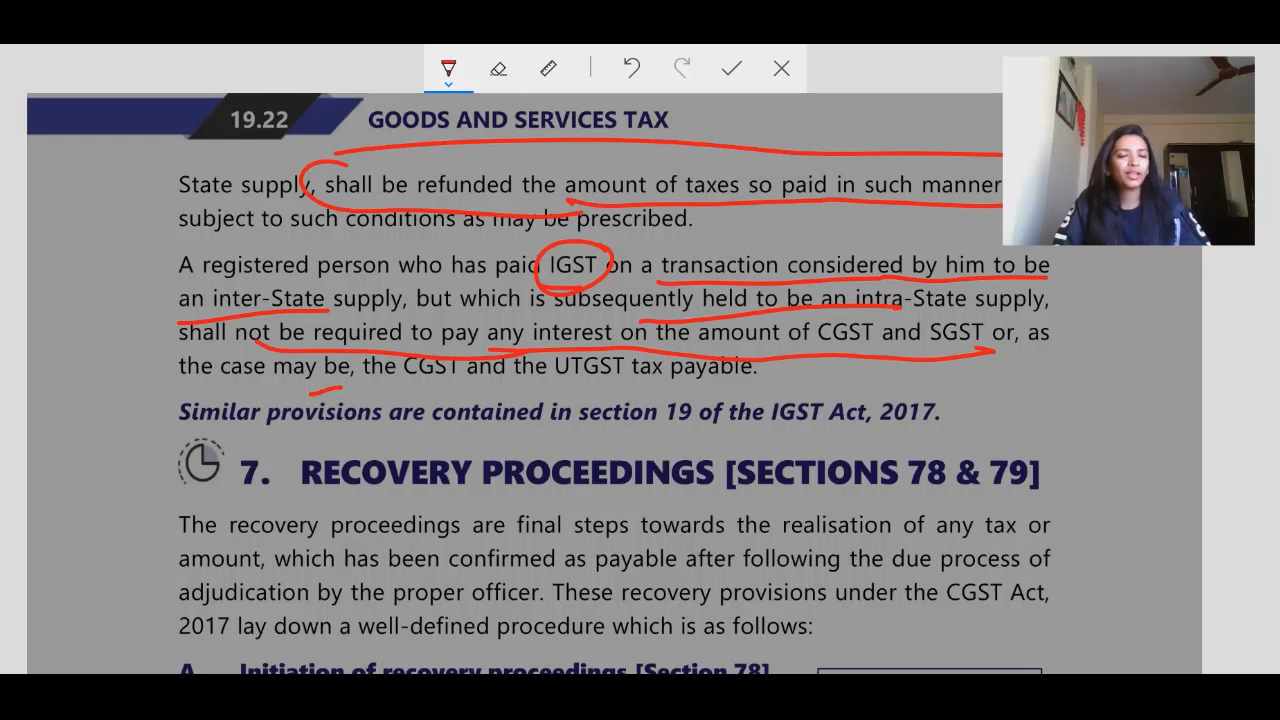 19.22 GOODS AND SERVICES TAX
State supply, shall be refunded the amount of taxes so paid in such manner
subject to such conditions as may be prescribed.
A registered person who has paid IGST on a transaction considered by him to be
an inter-State supply, but which is subsequently held to be an intra-State supply,
shall not be required to pay any interest on the amount of CGST and SGST or, as
the case may be, the CGST and the UTGST tax payable.
Similar provisions are contained in section 19 of the IGST Act, 2017.
7. RECOVERY PROCEEDINGS [SECTIONS 78 & 79]
The recovery proceedings are final steps towards the realisation of any tax or
amount, which has been confirmed as payable after following the due process of
adjudication by the proper officer. These recovery provisions under the CGST Act,
2017 lay down a well-defined procedure which is as follows:
A. Initiation of recovery proceedings [Section 78]